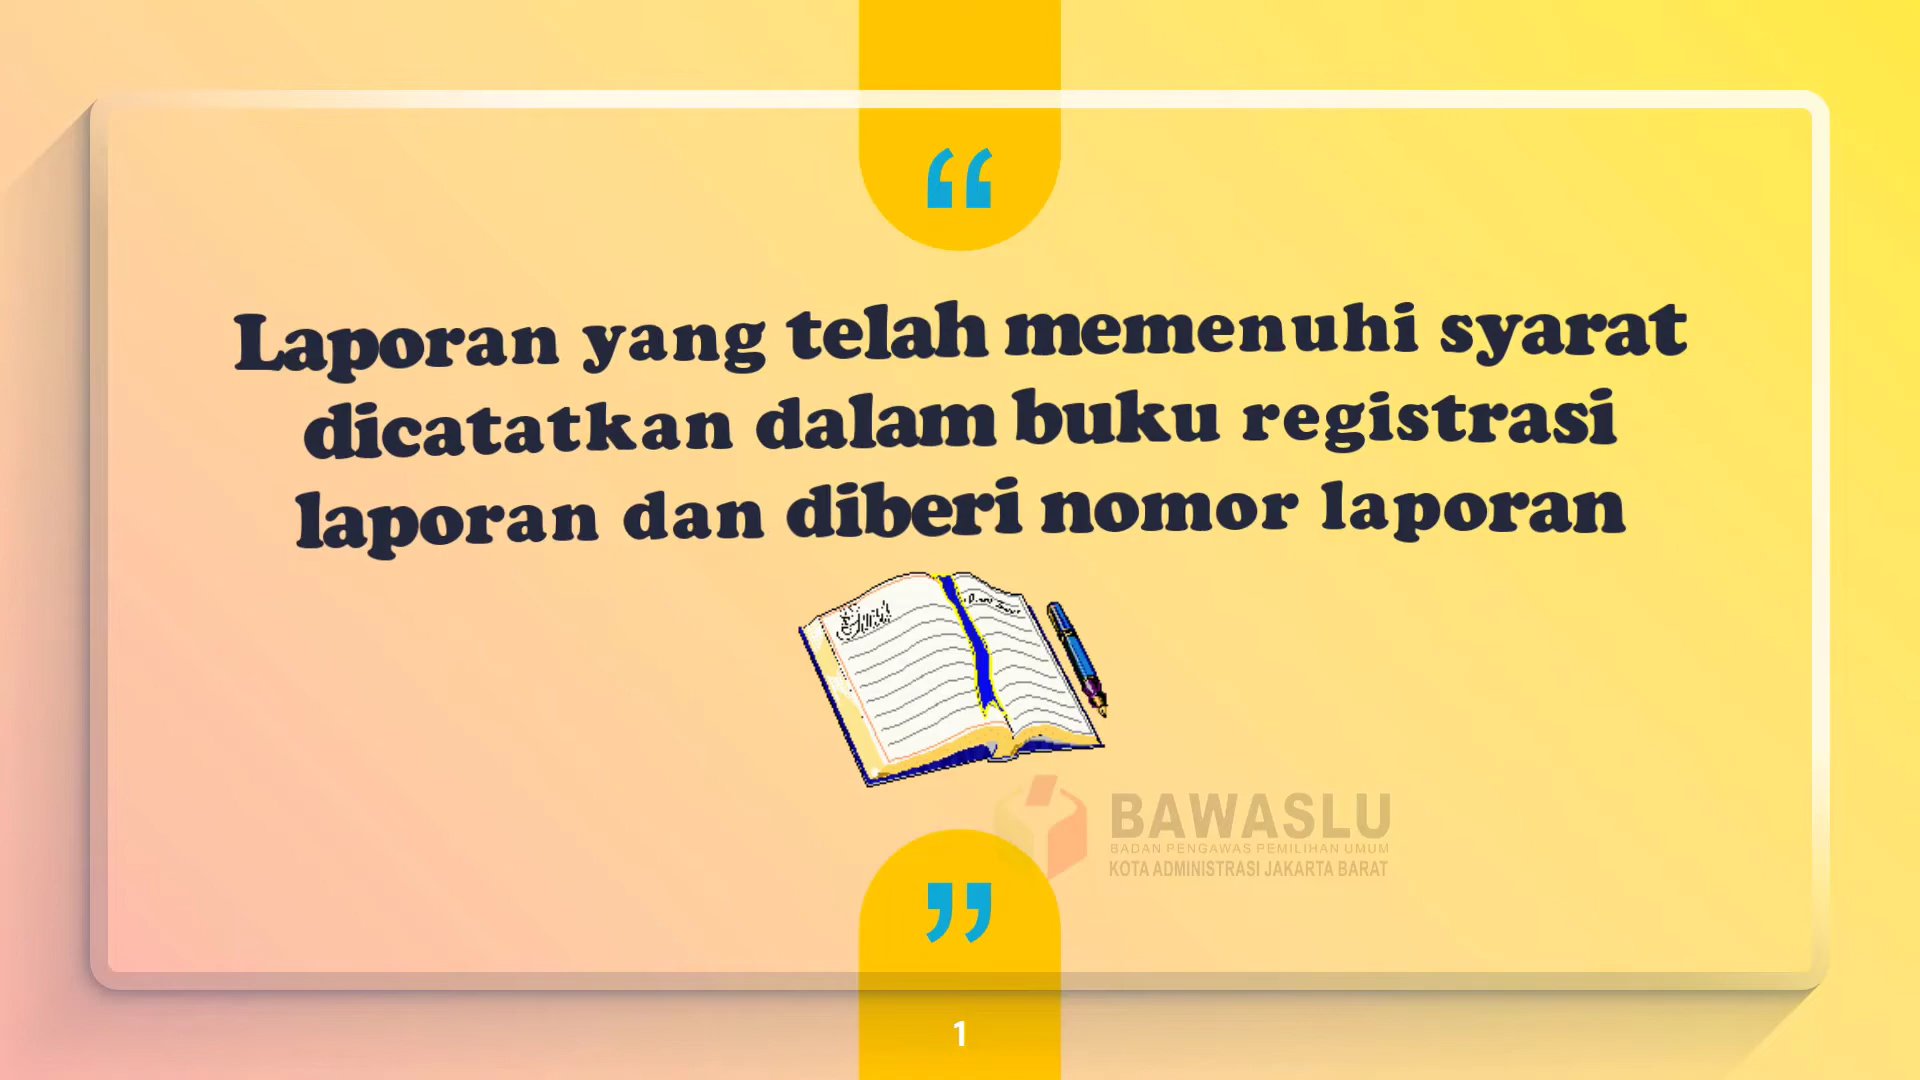 “
Laporan yang telah memenuhi syarat
dicatatkan dalam buku registrasi
laporan dan diberi nomor laporan
BAWASLU
BADAN PENGAWAS PEMILIHAN UMUM
KOTA ADMINISTRASI JAKARTA BARAT
”
1